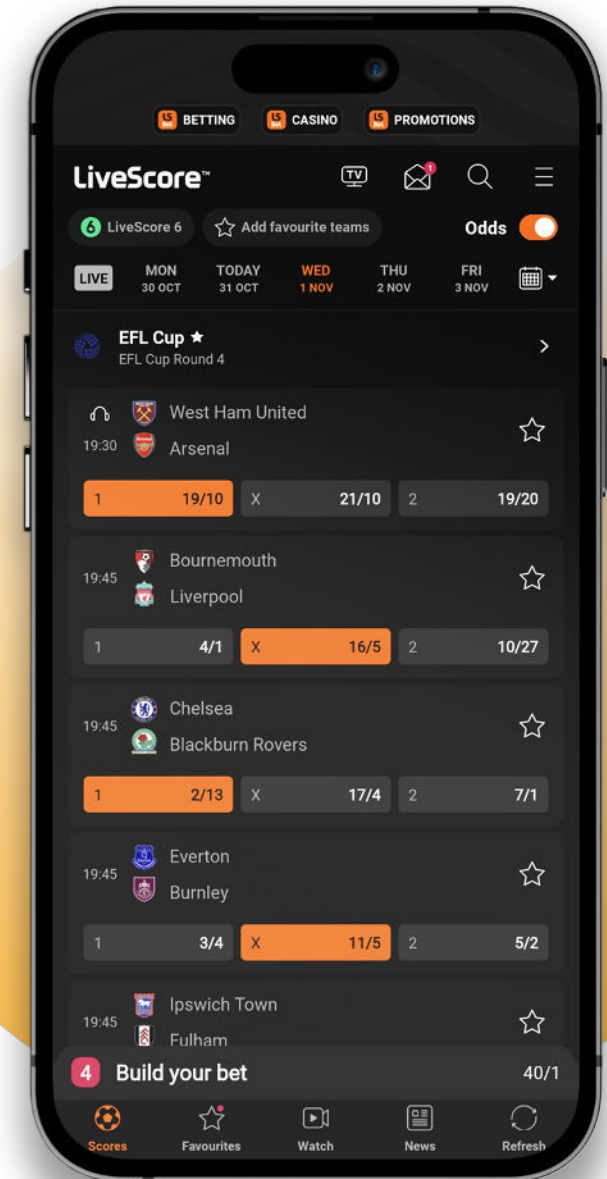 BETTING CASINO PROMOTIONS
LiveScore™ TV 1
6 LiveScore 6 Add favourite teams Odds
LIVE MON TODAY WED THU FRI
30 OCT 31 OCT 1 NOV 2 NOV 3 NOV
EFL Cup
EFL Cup Round 4
West Ham United
19:30
Arsenal
1 19/10 X 21/10 2 19/20
Bournemouth
19:45
Liverpool
1 4/1 X 16/5 2 10/27
Chelsea
19:45
Blackburn Rovers
1 2/13 X 17/4 2 7/1
Everton
19:45
Burnley
1 3/4 X 11/5 2 5/2
Ipswich Town
19:45
Fulham
4 Build your bet 40/1
Scores Favourites Watch News Refresh